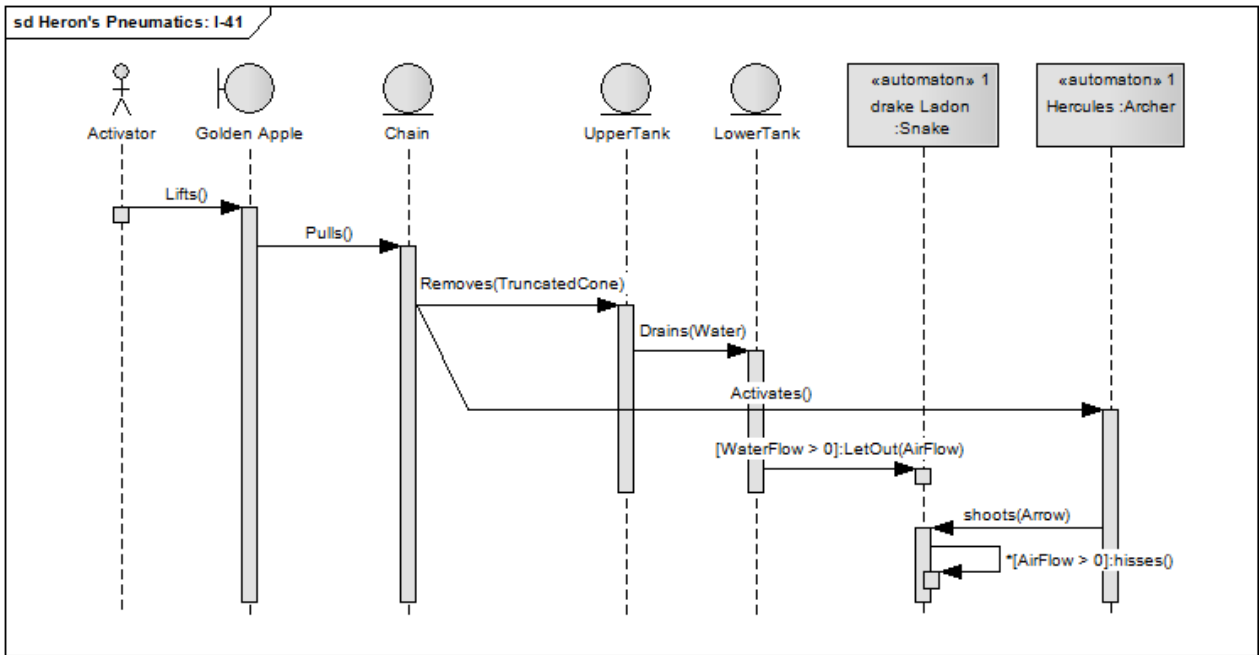 sd Heron's Pneumatics: I-41
Activator
Golden Apple
Chain
UpperTank
LowerTank
«automaton» 1
drake Ladon
:Snake
«automaton» 1
Hercules :Archer
Lifts()
Pulls()
Removes(TruncatedCone)
Drains(Water)
Activates()
[WaterFlow > 0]:LetOut(AirFlow)
shoots(Arrow)
*[AirFlow > 0]:hisses()